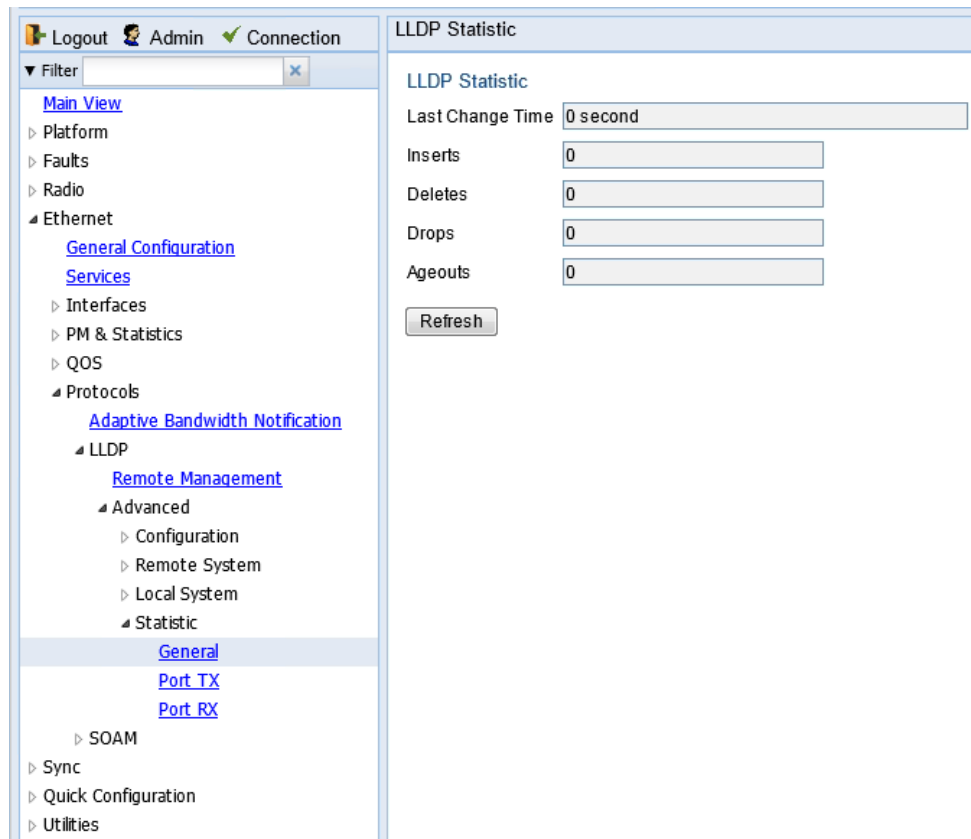 Logout Admin Connection
Filter
Main View
Platform
Faults
Radio
Ethernet
General Configuration
Services
Interfaces
PM & Statistics
QOS
Protocols
Adaptive Bandwidth Notification
LLDP
Remote Management
Advanced
Configuration
Remote System
Local System
Statistic
General
Port TX
Port RX
SOAM
Sync
Quick Configuration
Utilities
LLDP Statistic
LLDP Statistic
Last Change Time 0 second
Inserts 0
Deletes 0
Drops 0
Ageouts 0
Refresh